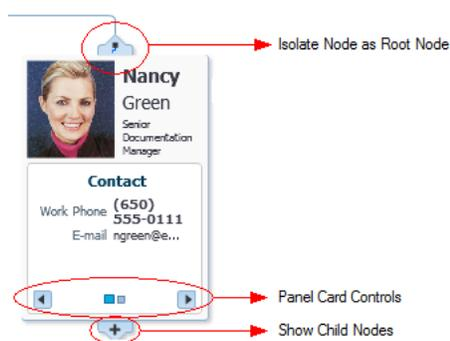 Isolate Node as Root Node
Nancy
Green
Senior
Documentation
Manager
Contact
Work Phone (650)
555-0111
E-mail ngreen@e...
Panel Card Controls
+
Show Child Nodes